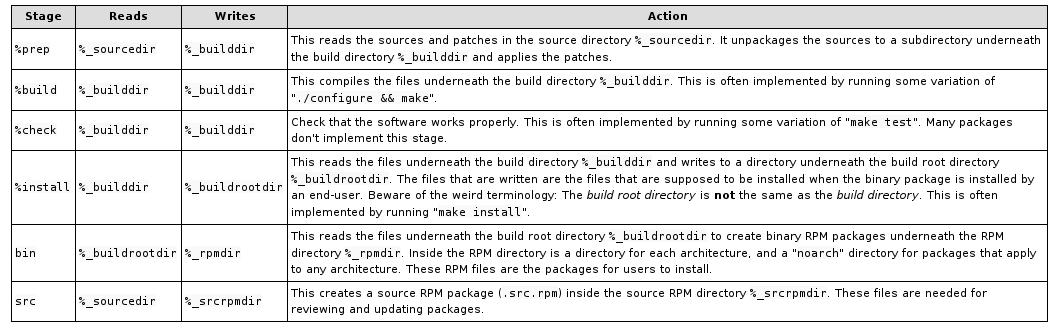 Stage Reads Writes Action
%prep %_sourcedir %_builddir This reads the sources and patches in the source directory %_sourcedir. It unpackages the sources to a subdirectory underneath
the build directory %_builddir and applies the patches.
%build %_builddir %_builddir This compiles the files underneath the build directory %_builddir. This is often implemented by running some variation of
"./configure && make".
%check %_builddir %_builddir Check that the software works properly. This is often implemented by running some variation of "make test". Many packages
don't implement this stage.
%install %_builddir %_buildrootdir This reads the files underneath the build directory %_builddir and writes to a directory underneath the build root directory
%_buildrootdir. The files that are written are the files that are supposed to be installed when the binary package is installed by
an end-user. Beware of the weird terminology: The build root directory is not the same as the build directory. This is often
implemented by running "make install".
bin %_buildrootdir %_rpmdir This reads the files underneath the build root directory %_buildrootdir to create binary RPM packages underneath the RPM
directory %_rpmdir. Inside the RPM directory is a directory for each architecture, and a "noarch" directory for packages that apply
to any architecture. These RPM files are the packages for users to install.
src %_sourcedir %_srcrpmdir This creates a source RPM package (.src.rpm) inside the source RPM directory %_srcrpmdir. These files are needed for
reviewing and updating packages.